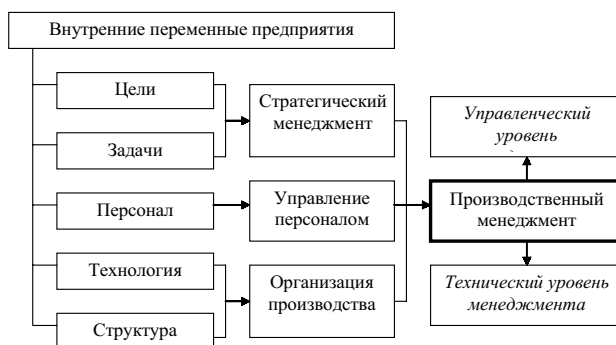 Внутренние переменные предприятия
Цели
Задачи
Персонал
Технология
Структура
Стратегический
менеджмент
Управление
персоналом
Организация
производства
Управленческий
уровень
Производственный
менеджмент
Технический уровень
менеджмента